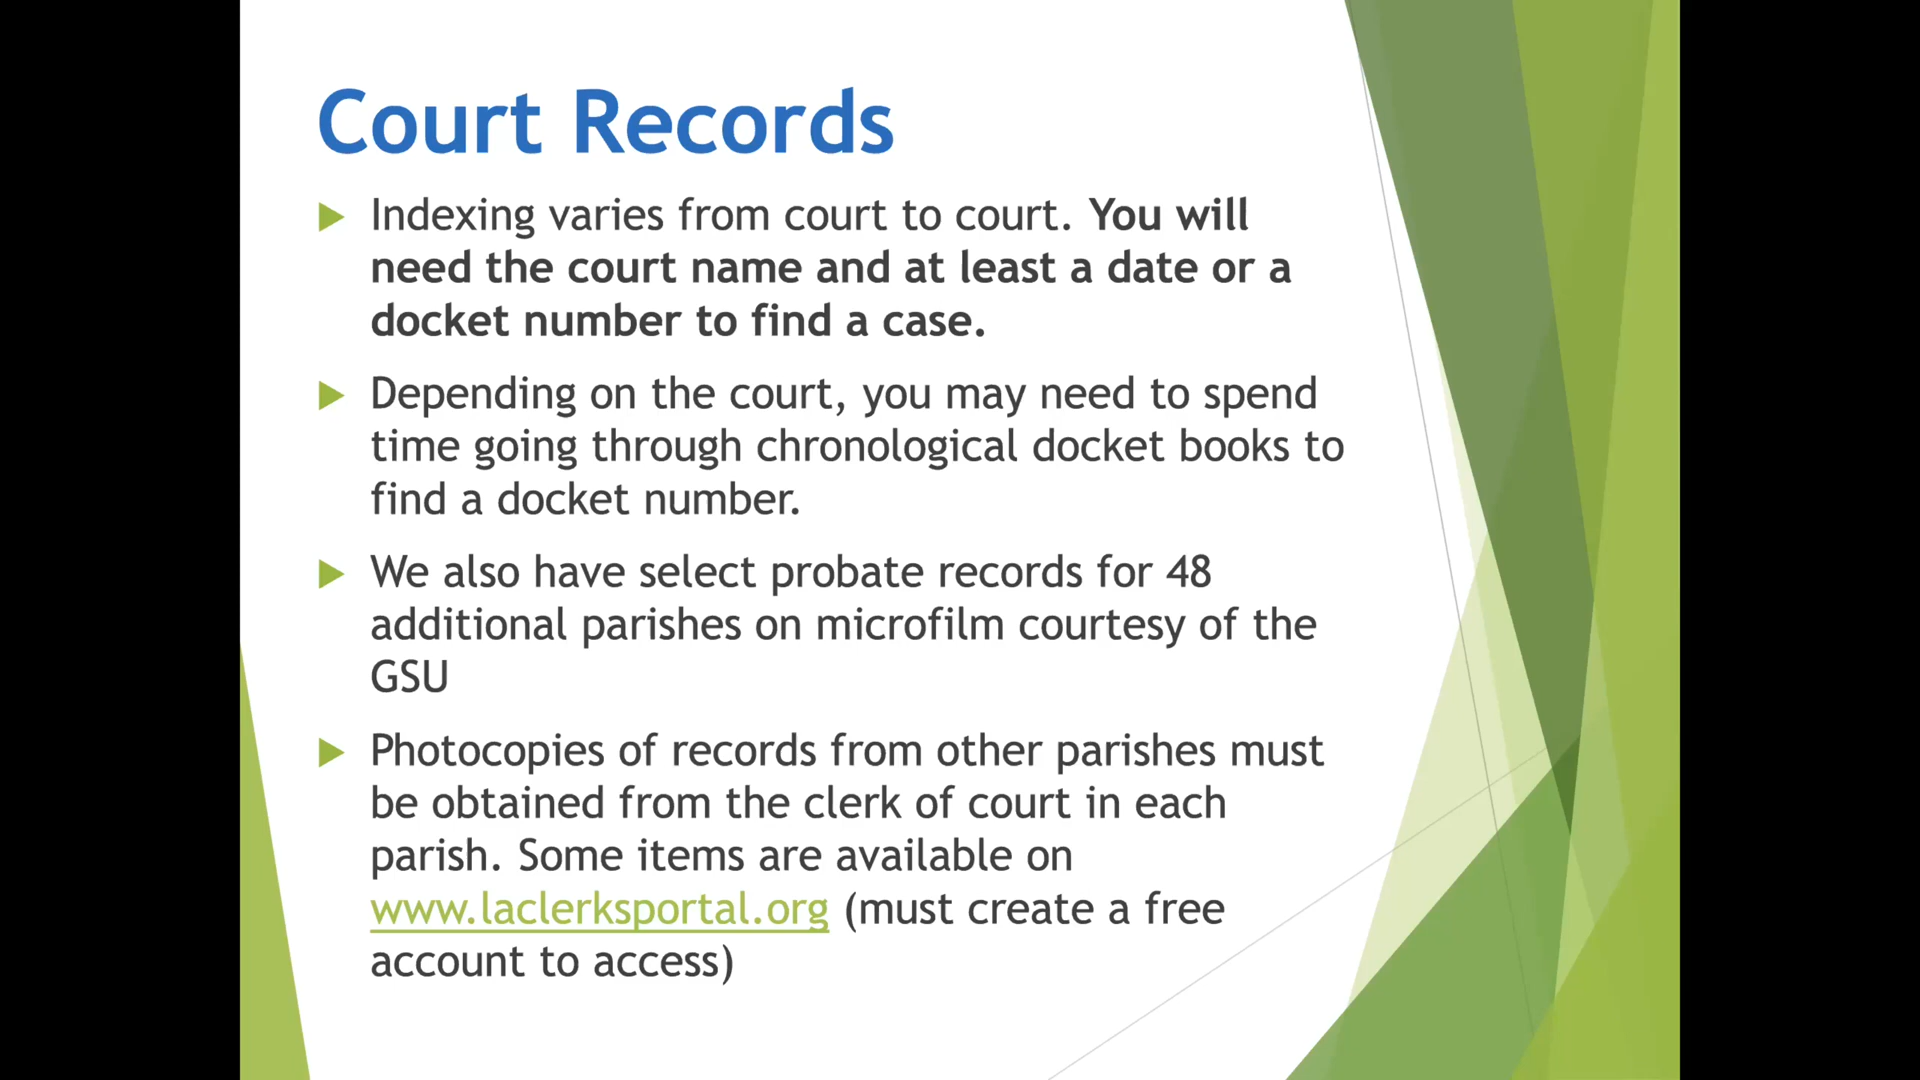 Court Records
Indexing varies from court to court. You will
need the court name and at least a date or a
docket number to find a case.
Depending on the court, you may need to spend
time going through chronological docket books to
find a docket number.
We also have select probate records for 48
additional parishes on microfilm courtesy of the
GSU
Photocopies of records from other parishes must
be obtained from the clerk of court in each
parish. Some items are available on
www.laclerksportal.org (must create a free
account to access)